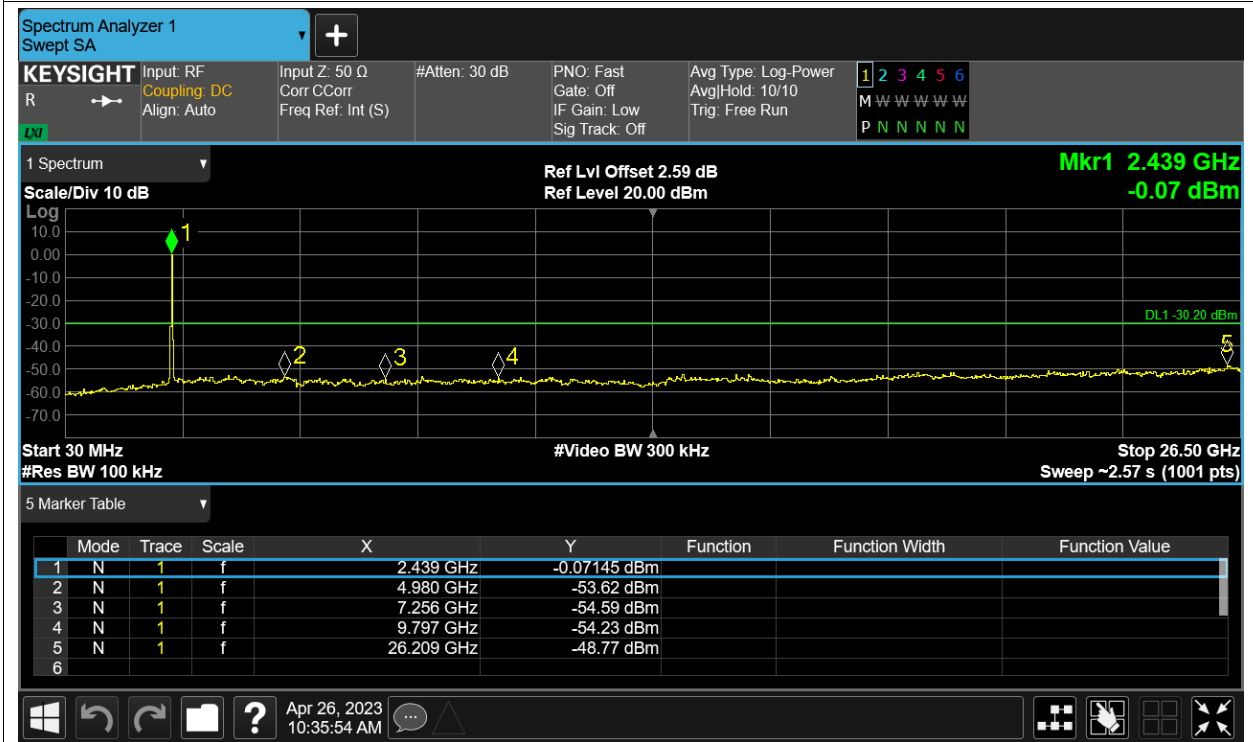 Spectrum Analyzer 1
Swept SA
+
KEYSIGHT
R
LXI
Input: RF
Coupling: DC
Align: Auto
Input Z: 50 Ω
Corr CCorr
Freq Ref: Int (S)
#Atten: 30 dB
PNO: Fast
Gate: Off
IF Gain: Low
Sig Track: Off
Avg Type: Log-Power
Avg|Hold: 10/10
Trig: Free Run
1 2 3 4 5 6
M W W W W W
P N N N N N
1 Spectrum
Scale/Div 10 dB
Ref Lvl Offset 2.59 dB
Ref Level 20.00 dBm
Mkr1 2.439 GHz
-0.07 dBm
Log
10.0
0.00
-10.0
-20.0
-30.0
-40.0
-50.0
-60.0
-70.0
1
2
3
4
5
DL1 -30.20 dBm
Start 30 MHz
#Res BW 100 kHz
#Video BW 300 kHz
Stop 26.50 GHz
Sweep ~2.57 s (1001 pts)
5 Marker Table
Mode Trace Scale X Y Function Function Width Function Value
1 N 1 f 2.439 GHz -0.07145 dBm
2 N 1 f 4.980 GHz -53.62 dBm
3 N 1 f 7.256 GHz -54.59 dBm
4 N 1 f 9.797 GHz -54.23 dBm
5 N 1 f 26.209 GHz -48.77 dBm
6
?
Apr 26, 2023
10:35:54 AM